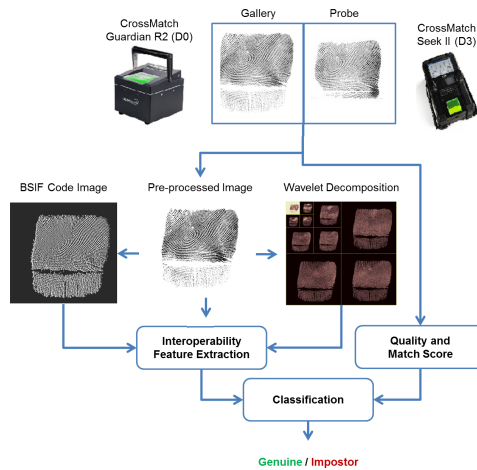 CrossMatch
Guardian R2 (D0)
Gallery
Probe
CrossMatch
Seek II (D3)
BSIF Code Image
Pre-processed Image
Wavelet Decomposition
Interoperability
Feature Extraction
Quality and
Match Score
Classification
Genuine / Impostor